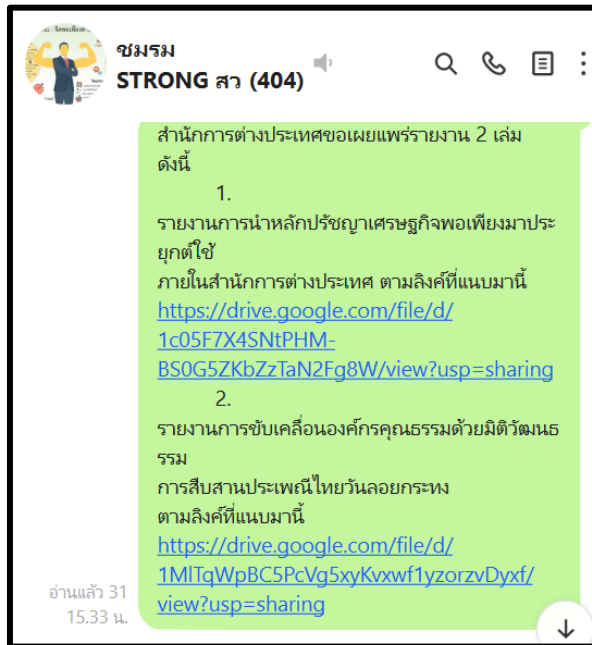 ชมรม
STRONG สว (404)
สำนักการต่างประเทศขอเผยแพร่รายงาน 2 เล่ม
ดังนี้
1.
รายงานการนำหลักปรัชญาเศรษฐกิจพอเพียงมาประ
ยุกต์ใช้
ภายในสำนักการต่างประเทศ ตามลิงค์ที่แนบมานี้
https://drive.google.com/file/d/
1c05F7X4SNtPHM-
BS0G5ZKbZzTaN2Fg8W/view?usp=sharing
2.
รายงานการขับเคลื่อนองค์กรคุณธรรมด้วยมิติวัฒนธ
รรม
การสืบสานประเพณีไทยวันลอยกระทง
ตามลิงค์ที่แนบมานี้
https://drive.google.com/file/d/
1MlTqWpBC5PcVg5xyKvxwf1yzorzvDyxf/
view?usp=sharing
อ่านแล้ว 31
15.33 น.